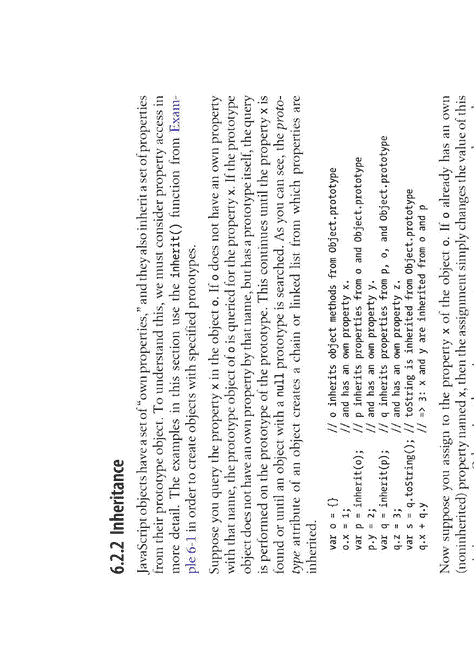 6.2.2 Inheritance
JavaScript objects have a set of “own properties,” and they also inherit a set of properties
from their prototype object. To understand this, we must consider property access in
more detail. The examples in this section use the inherit() function from Exam-
ple 6-1 in order to create objects with specified prototypes.
Suppose you query the property x in the object o. If o does not have an own property
with that name, the prototype object of o is queried for the property x. If the prototype
object does not have an own property by that name, but has a prototype itself, the query
is performed on the prototype of the prototype. This continues until the property x is
found or until an object with a null prototype is searched. As you can see, the proto-
type attribute of an object creates a chain or linked list from which properties are
inherited.
var o = {} // o inherits object methods from Object.prototype
o.x = 1; // and has an own property x.
var p = inherit(o); // p inherits properties from o and Object.prototype
p.y = 2; // and has an own property y.
var q = inherit(p); // q inherits properties from p, o, and Object.prototype
q.z = 3; // and has an own property z.
var s = q.toString(); // toString is inherited from Object.prototype
q.x + q.y // => 3: x and y are inherited from o and p
Now suppose you assign to the property x of the object o. If o already has an own
(noninherited) property named x, then the assignment simply changes the value of this